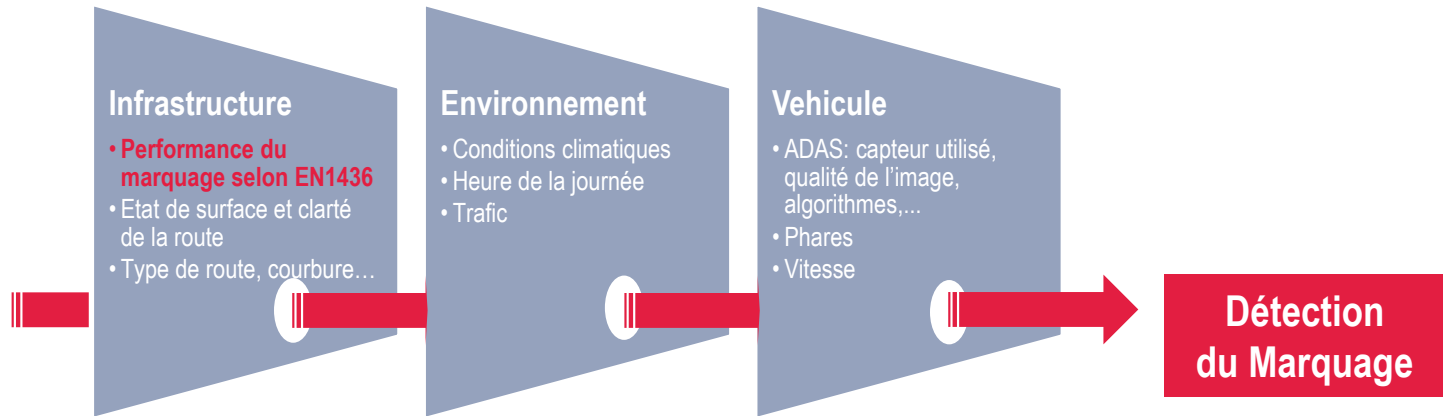 Infrastructure
• Performance du
marquage selon EN1436
• Etat de surface et clarté
de la route
• Type de route, courbure…
Environnement
• Conditions climatiques
• Heure de la journée
• Trafic
Vehicule
• ADAS: capteur utilisé,
qualité de l’image,
algorithmes,...
• Phares
• Vitesse
Détection
du Marquage